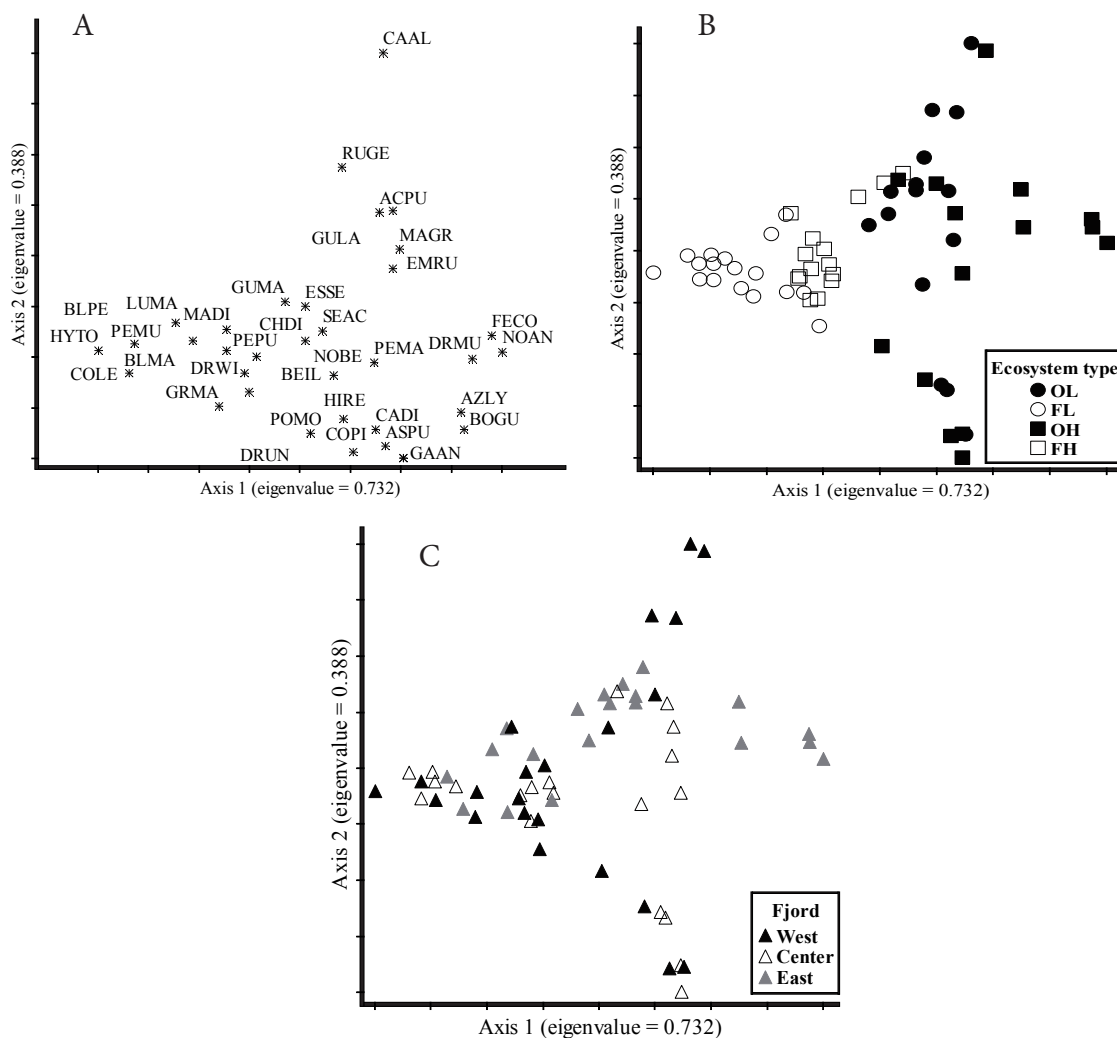 A
CAAL
RUGE
ACPU
GULA
MAGR
EMRU
GUMA
ESSE
BLPE
LUMA
MADI
CHDI
SEAC
FECO
HYTO
PEMU
PEPU
NOBE
PEMA
DRMU
NOAN
COLE
BLMA
DRWI
BEIL
GRMA
HIRE
AZLY
POMO
COPI
CADI
BOGU
ASPU
DRUN
GAAN
Axis 2 (eigenvalue = 0.388)
Axis 1 (eigenvalue = 0.732)
B
Axis 2 (eigenvalue = 0.388)
Ecosystem type
OL
FL
OH
FH
Axis 1 (eigenvalue = 0.732)
C
Axis 2 (eigenvalue = 0.388)
Fjord
West
Center
East
Axis 1 (eigenvalue = 0.732)